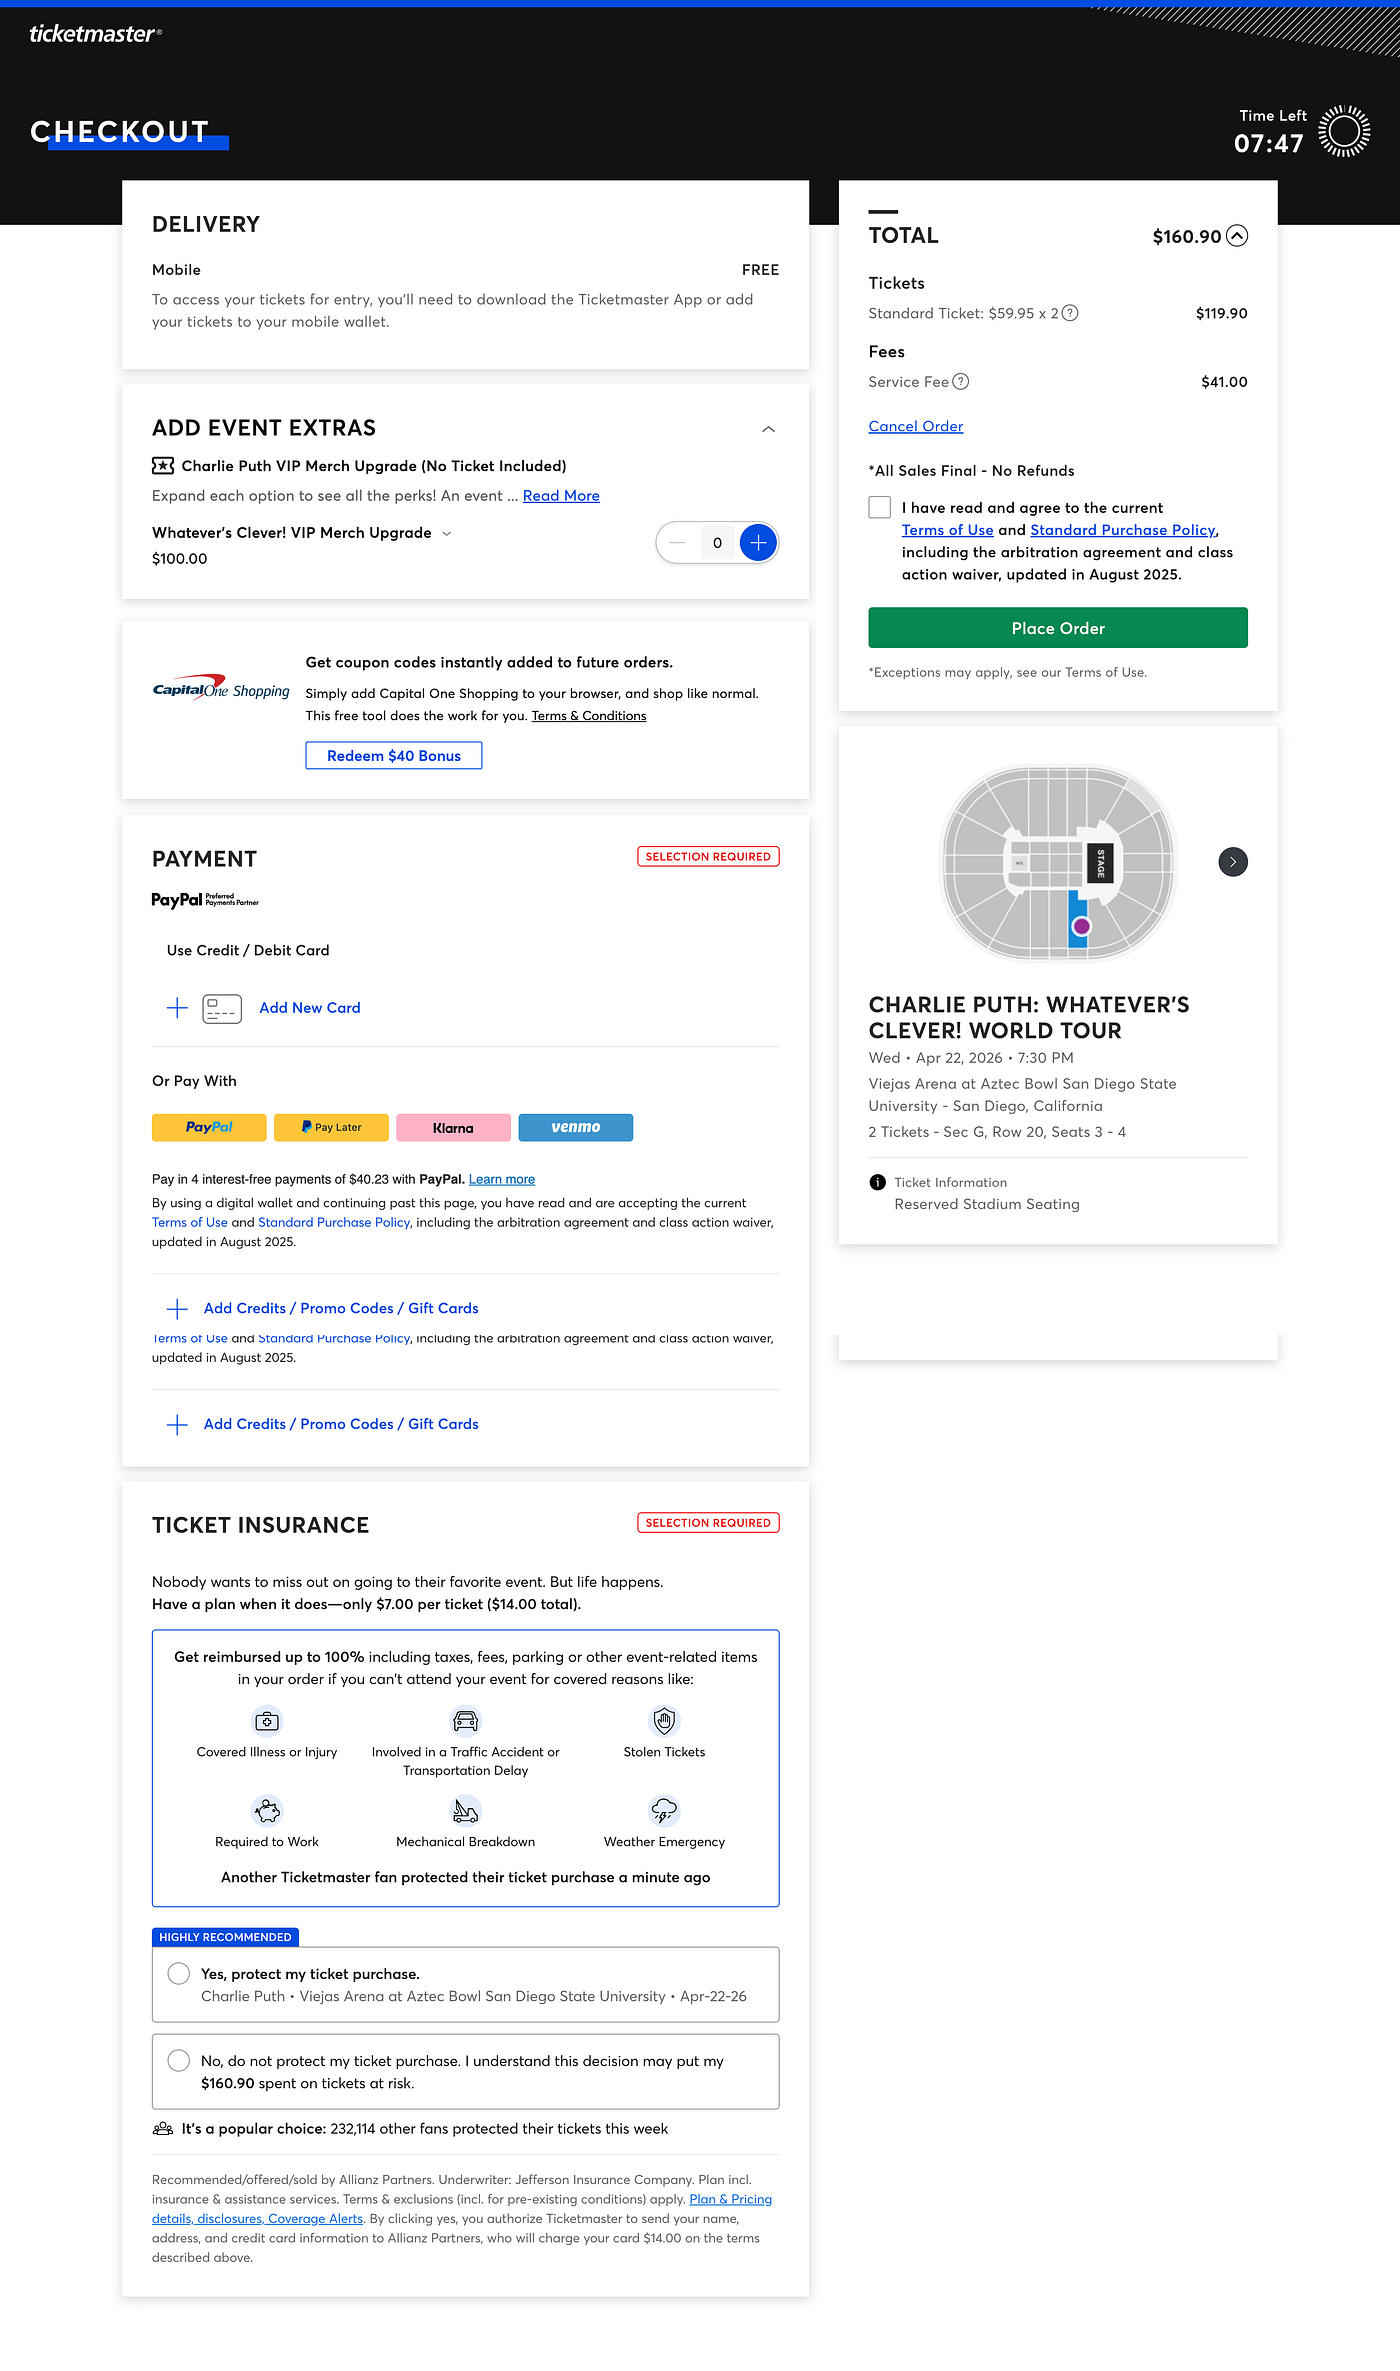 ticketmaster®
CHECKOUT
Time Left
07:47
DELIVERY
Mobile FREE
To access your tickets for entry, you'll need to download the Ticketmaster App or add
your tickets to your mobile wallet.
ADD EVENT EXTRAS
Charlie Puth VIP Merch Upgrade (No Ticket Included)
Expand each option to see all the perks! An event ... Read More
Whatever's Clever! VIP Merch Upgrade
$100.00
0
CapitalOne Shopping
Get coupon codes instantly added to future orders.
Simply add Capital One Shopping to your browser, and shop like normal.
This free tool does the work for you. Terms & Conditions
Redeem $40 Bonus
PAYMENT
SELECTION REQUIRED
PayPal Preferred
Payments Partner
Use Credit / Debit Card
Add New Card
Or Pay With
PayPal
Pay Later
Klarna
venmo
Pay in 4 interest-free payments of $40.23 with PayPal. Learn more
By using a digital wallet and continuing past this page, you have read and are accepting the current
Terms of Use and Standard Purchase Policy, including the arbitration agreement and class action waiver,
updated in August 2025.
Add Credits / Promo Codes / Gift Cards
Terms of Use and Standard Purchase Policy, including the arbitration agreement and class action waiver,
updated in August 2025.
Add Credits / Promo Codes / Gift Cards
TICKET INSURANCE
SELECTION REQUIRED
Nobody wants to miss out on going to their favorite event. But life happens.
Have a plan when it does—only $7.00 per ticket ($14.00 total).
Get reimbursed up to 100% including taxes, fees, parking or other event-related items
in your order if you can't attend your event for covered reasons like:
Covered Illness or Injury
Involved in a Traffic Accident or
Transportation Delay
Stolen Tickets
Required to Work
Mechanical Breakdown
Weather Emergency
Another Ticketmaster fan protected their ticket purchase a minute ago
HIGHLY RECOMMENDED
Yes, protect my ticket purchase.
Charlie Puth • Viejas Arena at Aztec Bowl San Diego State University • Apr-22-26
No, do not protect my ticket purchase. I understand this decision may put my
$160.90 spent on tickets at risk.
It's a popular choice: 232,114 other fans protected their tickets this week
Recommended/offered/sold by Allianz Partners. Underwriter: Jefferson Insurance Company. Plan incl.
insurance & assistance services. Terms & exclusions (incl. for pre-existing conditions) apply. Plan & Pricing
details, disclosures, Coverage Alerts. By clicking yes, you authorize Ticketmaster to send your name,
address, and credit card information to Allianz Partners, who will charge your card $14.00 on the terms
described above.
TOTAL $160.90
Tickets
Standard Ticket: $59.95 x 2 $119.90
Fees
Service Fee $41.00
Cancel Order
*All Sales Final - No Refunds
I have read and agree to the current
Terms of Use and Standard Purchase Policy,
including the arbitration agreement and class
action waiver, updated in August 2025.
Place Order
*Exceptions may apply, see our Terms of Use.
STAGE
CHARLIE PUTH: WHATEVER'S
CLEVER! WORLD TOUR
Wed • Apr 22, 2026 • 7:30 PM
Viejas Arena at Aztec Bowl San Diego State
University - San Diego, California
2 Tickets - Sec G, Row 20, Seats 3 - 4
Ticket Information
Reserved Stadium Seating